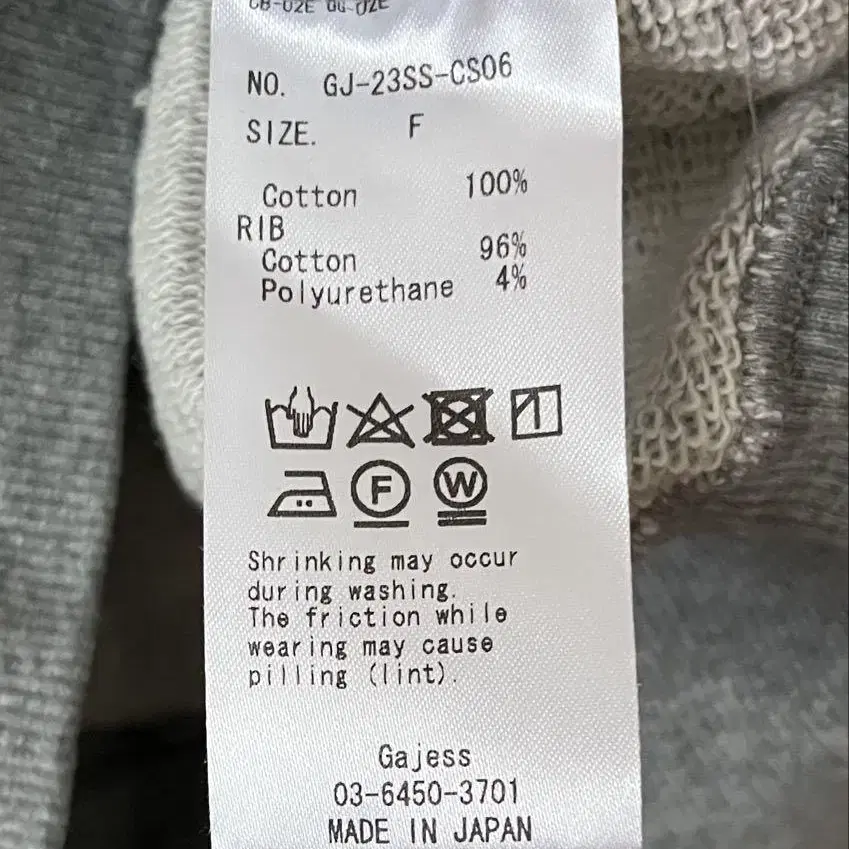 NO. GJ-23SS-CS06
SIZE. F
Cotton 100%
RIB
Cotton 96%
Polyurethane 4%
F W
Shrinking may occur
during washing.
The friction while
wearing may cause
pilling (lint).
Gajess
03-6450-3701
MADE IN JAPAN